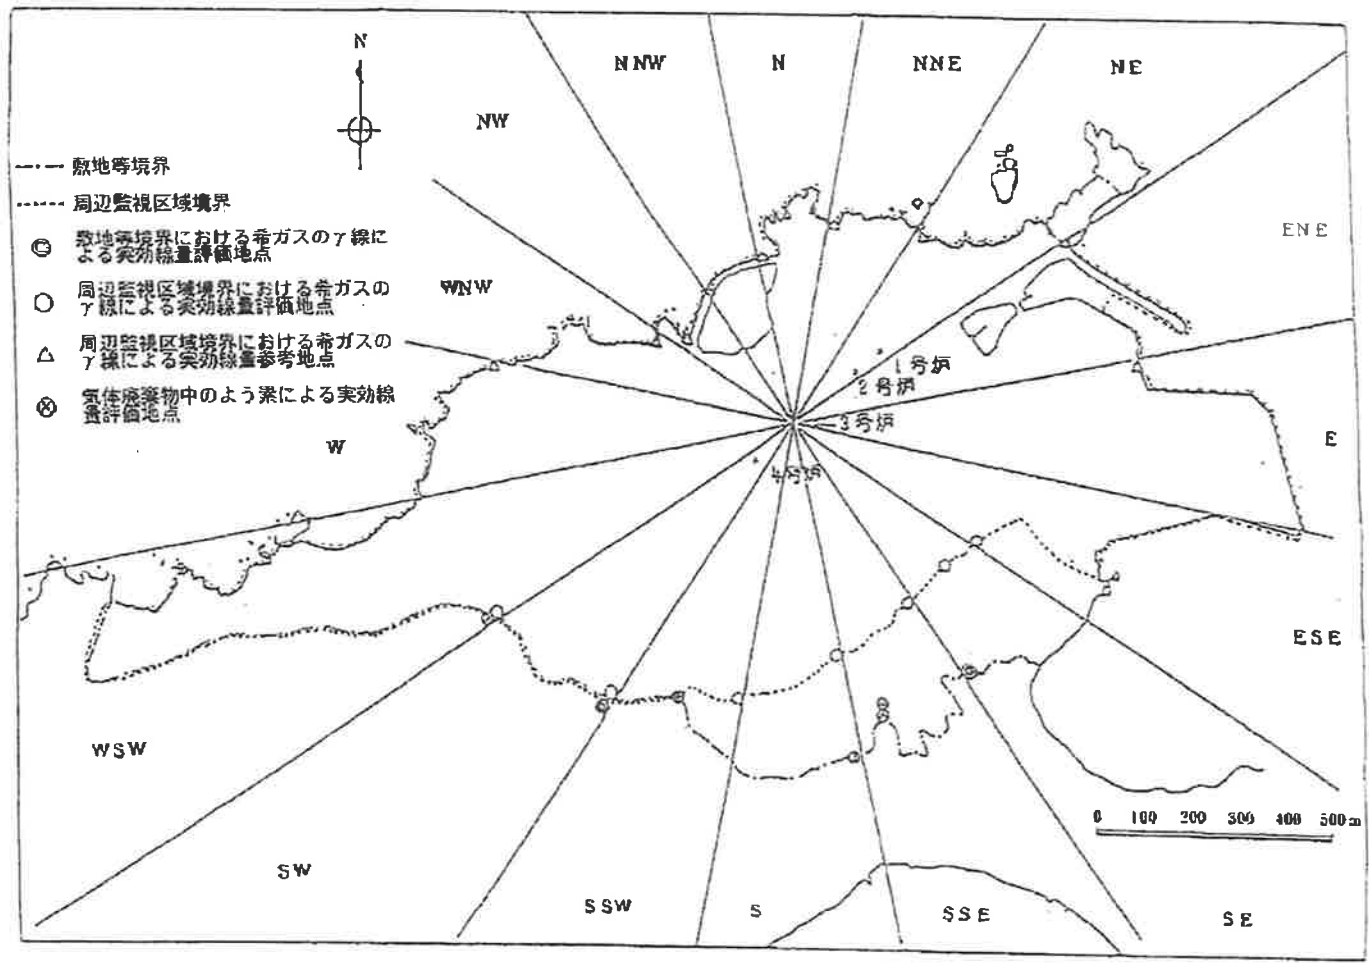 N
NNW
N
NNE
NE
NW
ENE
WNW
W
E
WSW
ESE
SW
SSW
S
SSE
SE
敷地等境界
周辺監視区域境界
敷地等境界における希ガスのγ線に
よる実効線量評価地点
周辺監視区域境界における希ガスの
γ線による実効線量評価地点
周辺監視区域境界における希ガスの
γ線による実効線量参考地点
気体廃棄物中のよう素による実効線
量評価地点
1号炉
2号炉
3号炉
4号炉
0 100 200 300 400 500m